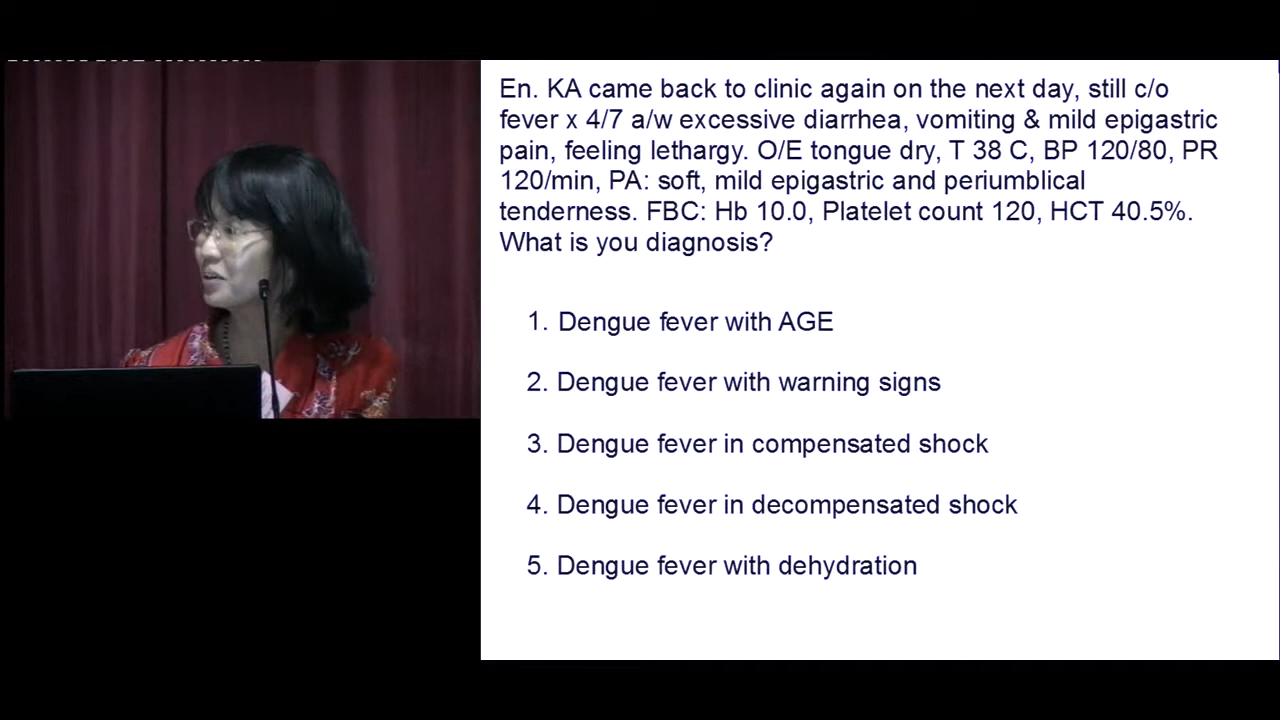 En. KA came back to clinic again on the next day, still c/o
fever x 4/7 a/w excessive diarrhea, vomiting & mild epigastric
pain, feeling lethargy. O/E tongue dry, T 38 C, BP 120/80, PR
120/min, PA: soft, mild epigastric and periumblical
tenderness. FBC: Hb 10.0, Platelet count 120, HCT 40.5%.
What is you diagnosis?
1. Dengue fever with AGE
2. Dengue fever with warning signs
3. Dengue fever in compensated shock
4. Dengue fever in decompensated shock
5. Dengue fever with dehydration